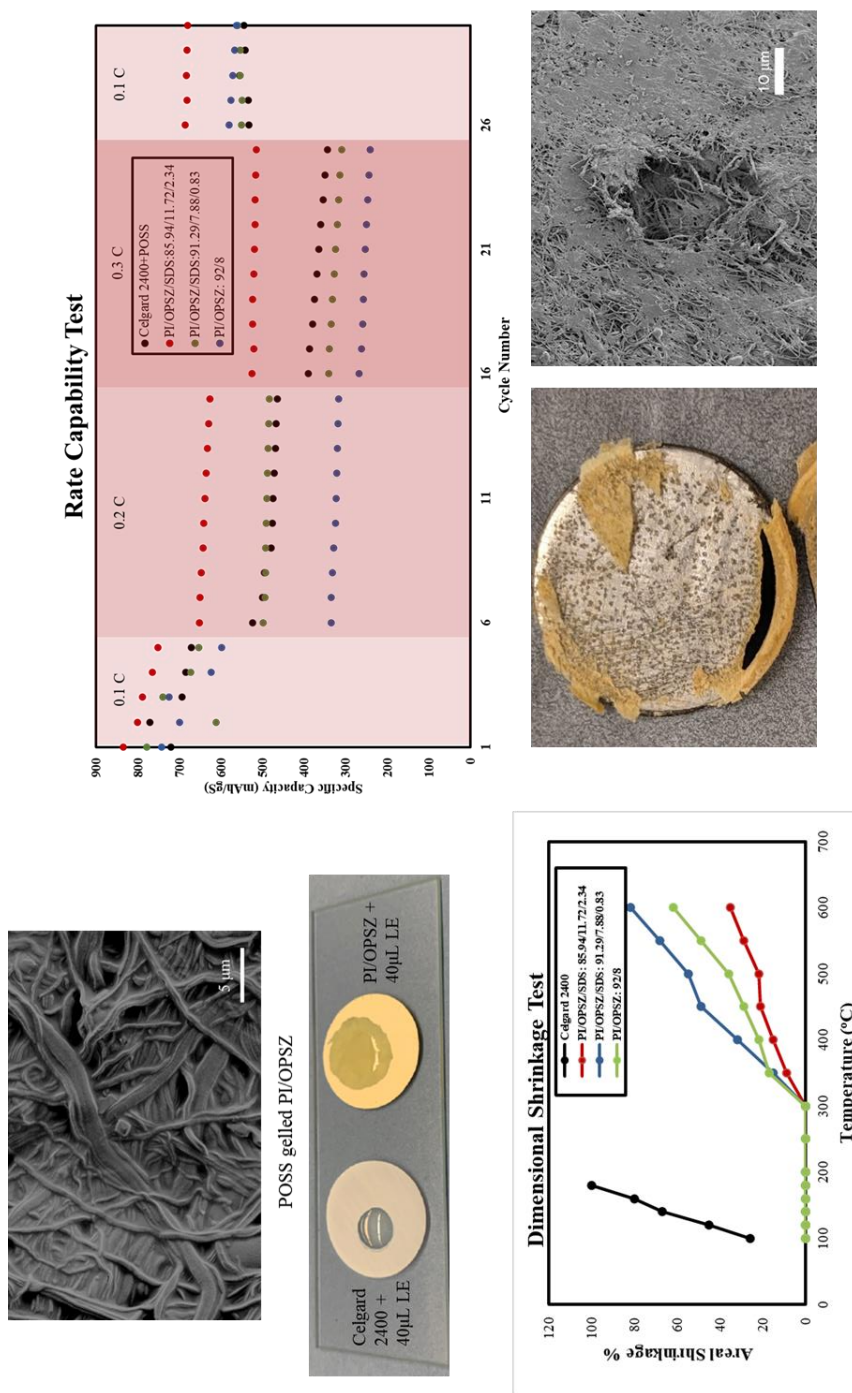 5 µm
POSS gelled PI/OPSZ
Celgard
2400 +
40µL LE
PI/OPSZ +
40µL LE
Dimensional Shrinkage Test
Areal Shrinkage %
120
100
80
60
40
20
0
Celgard 2400
PI/OPSZ/SDS: 85.94/11.72/2.34
PI/OPSZ/SDS: 91.29/7.88/0.83
PI/OPSZ: 92/8
0
100
200
300
400
500
600
700
Temperature (ºC)
Rate Capability Test
Specific Capacity (mAh/gS)
900
800
700
600
500
400
300
200
100
0
0.1 C
0.2 C
0.3 C
0.1 C
Celgard 2400+POSS
PI/OPSZ/SDS:85.94/11.72/2.34
PI/OPSZ/SDS:91.29/7.88/0.83
PI/OPSZ: 92/8
1
6
11
16
21
26
Cycle Number
10 µm